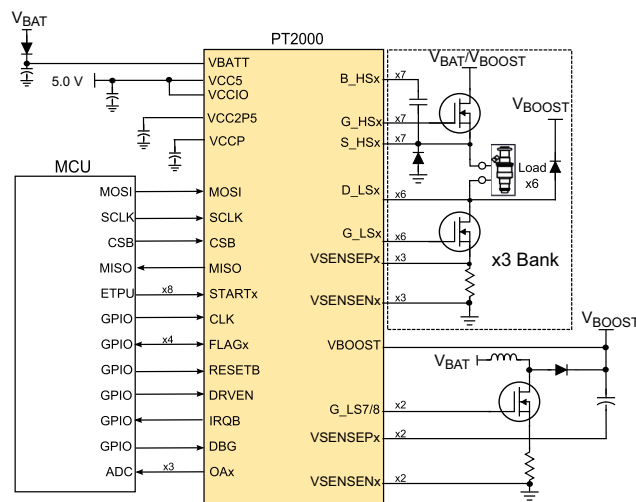 VBAT
PT2000
VBATT
5.0 V
VCC5
VCCIO
VCC2P5
VCCP
MCU
MOSI
MOSI
SCLK
SCLK
CSB
CSB
MISO
MISO
ETPU
x8
STARTx
GPIO
CLK
GPIO
x4
FLAGx
GPIO
RESETB
GPIO
DRVEN
GPIO
IRQB
GPIO
DBG
ADC
x3
OAx
VBAT/VBOOST
B_HSx
x7
G_HSx
x7
S_HSx
x7
VBOOST
Load
x6
D_LSx
x6
G_LSx
x6
VSENSEPx
x3
x3 Bank
VSENSENx
x3
VBOOST
VBOOST
VBAT
G_LS7/8
x2
VSENSEPx
x2
VSENSENx
x2